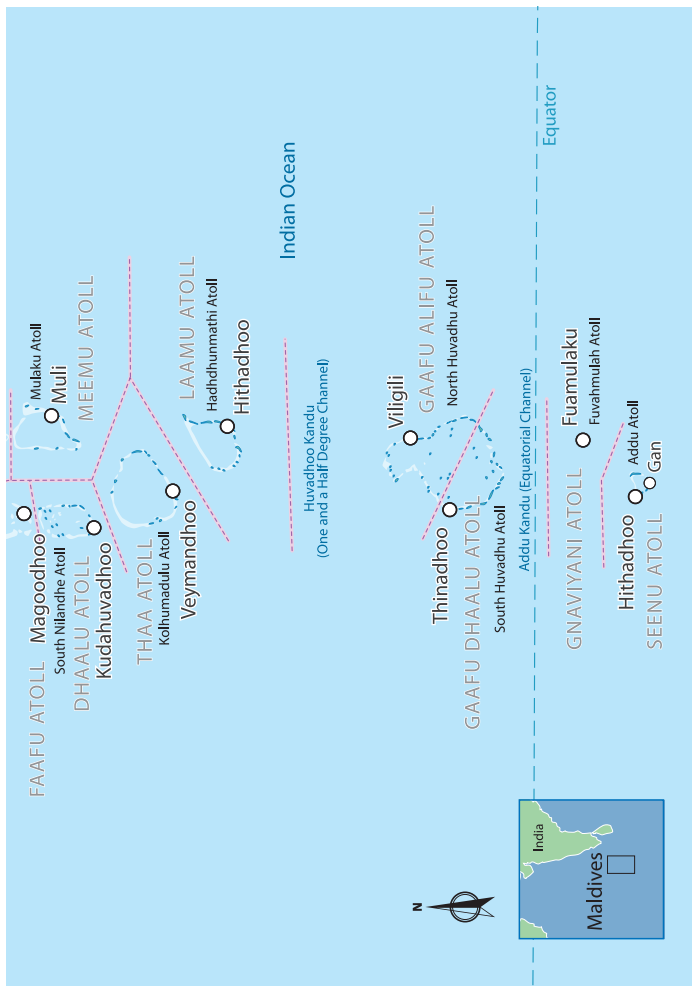 Mulaku Atoll
Muli
MEEMU ATOLL
FAAFU ATOLL
Magoodhoo
South Nilandhe Atoll
DHAALU ATOLL
Kudahuvadhoo
THAA ATOLL
Kolhumadulu Atoll
Veymandhoo
LAAMU ATOLL
Hadhdhunmathi Atoll
Hithadhoo
Indian Ocean
Huvadhoo Kandu
(One and a Half Degree Channel)
Viligili
GAAFU ALIFU ATOLL
North Huvadhu Atoll
Thinadhoo
GAAFU DHAALU ATOLL
South Huvadhu Atoll
Addu Kandu (Equatorial Channel)
Equator
Fuamulaku
Fuvahmulah Atoll
GNAVIYANI ATOLL
Hithadhoo
Addu Atoll
Gan
SEENU ATOLL
N
India
Maldives